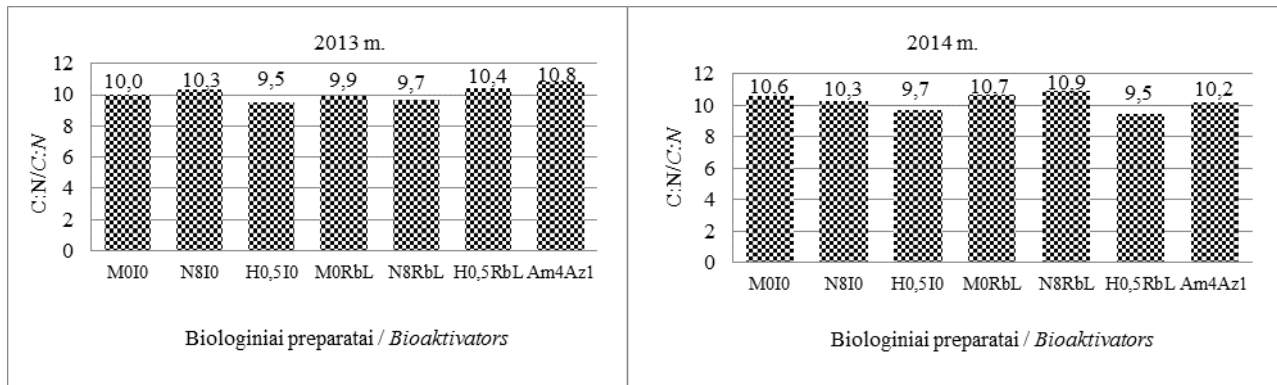 2013 m.
12
10
8
6
4
2
0
C:N/C:N
10,0 10,3 9,5 9,9 9,7 10,4 10,8
M0I0 N8I0 H0,5I0 M0RbL N8RbL H0,5RbL Am4Az1
Biologiniai preparatai / Bioaktivators
2014 m.
12
10
8
6
4
2
0
C:N/C:N
10,6 10,3 9,7 10,7 10,9 9,5 10,2
M0I0 N8I0 H0,5I0 M0RbL N8RbL H0,5RbL Am4Az1
Biologiniai preparatai / Bioaktivators